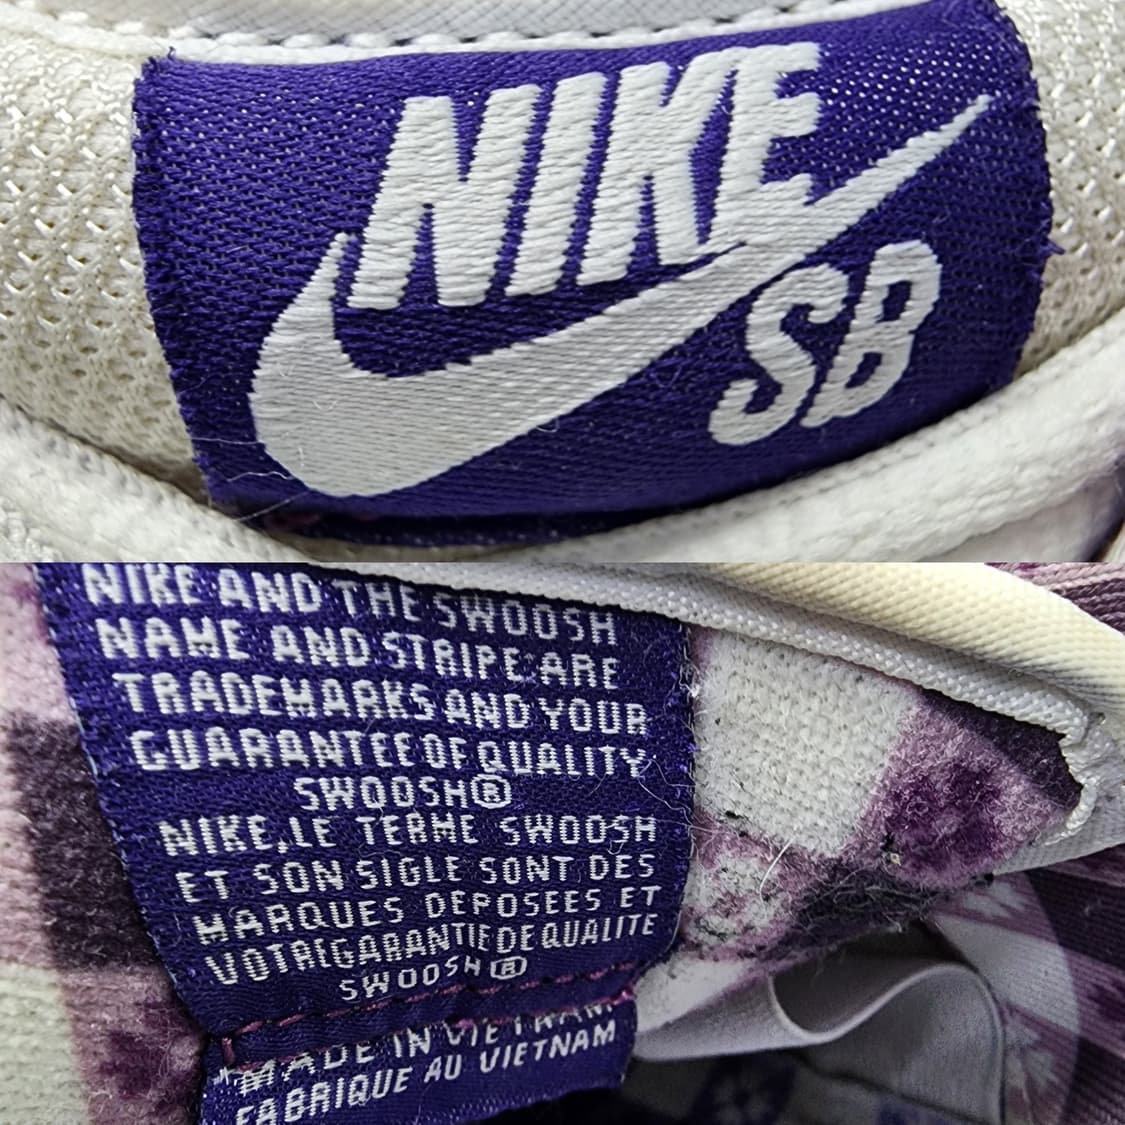 NIKE
SB
NIKE AND THE SWOOSH
NAME AND STRIPE ARE
TRADEMARKS AND YOUR
GUARANTEE OF QUALITY
SWOOSH®
NIKE,LE TERME SWOOSH
ET SON SIGLE SONT DES
MARQUES DEPOSEES ET
VOTRE GARANTIE DE QUALITE
SWOOSH®
MADE IN VIETNAM
FABRIQUE AU VIETNAM